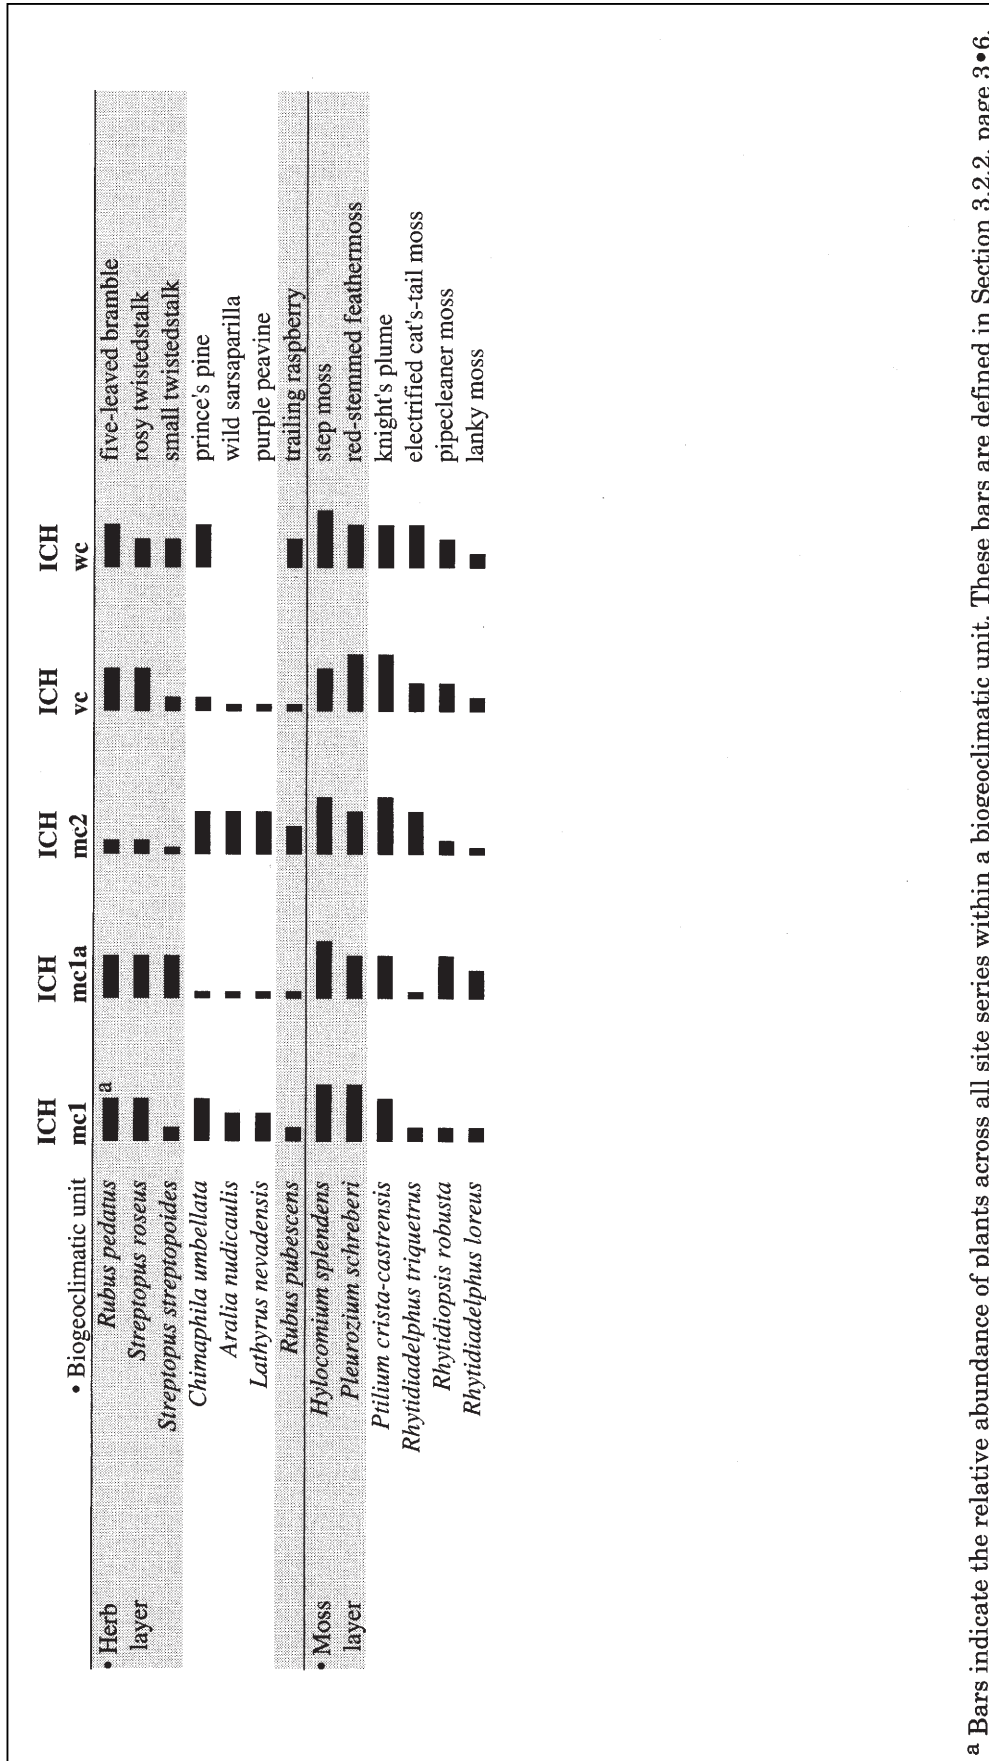 ICH ICH ICH ICH ICH
• Biogeoclimatic unit mc1 mc1a mc2 vc wc
• Herb Rubus pedatus a five-leaved bramble
layer Streptopus roseus rosy twistedstalk
Streptopus streptopoides small twistedstalk
Chimaphila umbellata prince's pine
Aralia nudicaulis wild sarsaparilla
Lathyrus nevadensis purple peavine
Rubus pubescens trailing raspberry
• Moss Hylocomium splendens step moss
layer Pleurozium schreberi red-stemmed feathermoss
Ptilium crista-castrensis knight's plume
Rhytidiadelphus triquetrus electrified cat's-tail moss
Rhytidiopsis robusta pipecleaner moss
Rhytidiadelphus loreus lanky moss
a Bars indicate the relative abundance of plants across all site series within a biogeoclimatic unit. These bars are defined in Section 3.2.2, page 3•6.